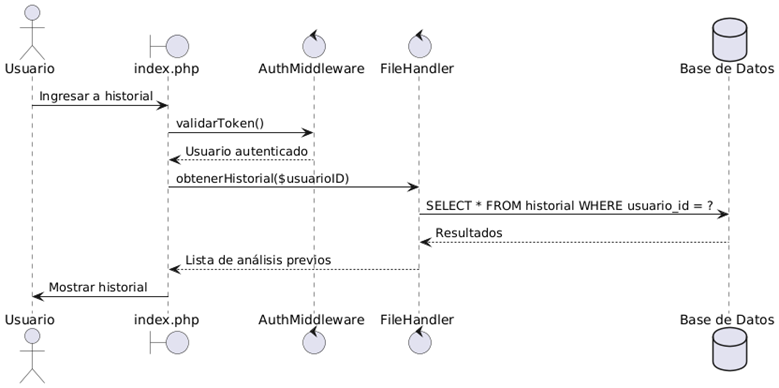 Usuario
index.php
AuthMiddleware
FileHandler
Base de Datos
Ingresar a historial
validarToken()
Usuario autenticado
obtenerHistorial($usuarioID)
SELECT * FROM historial WHERE usuario_id = ?
Resultados
Lista de análisis previos
Mostrar historial
Usuario
index.php
AuthMiddleware
FileHandler
Base de Datos